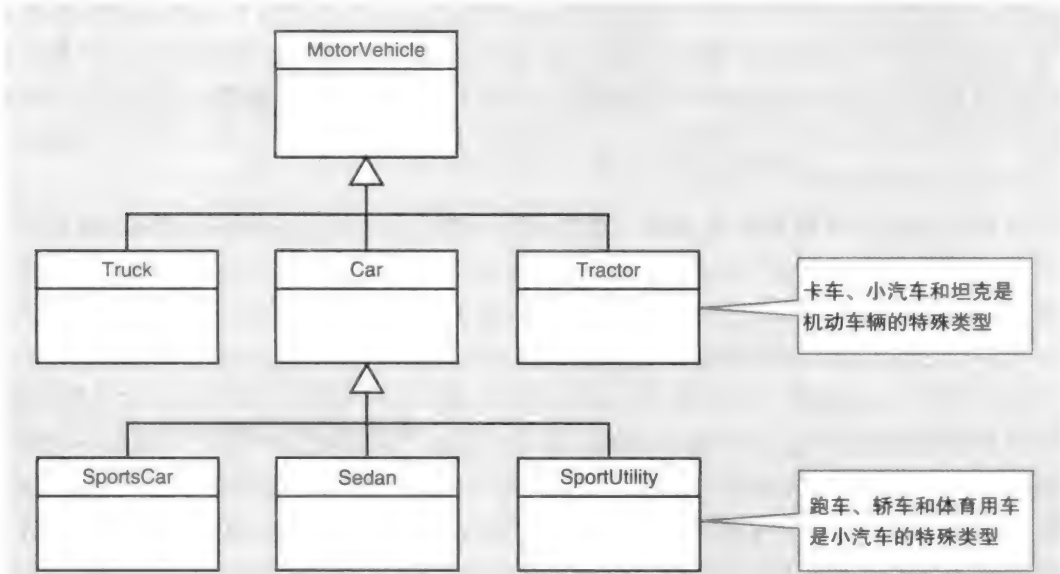 MotorVehicle
Truck
Car
Tractor
卡车、小汽车和坦克是
机动车辆的特殊类型
SportsCar
Sedan
SportUtility
跑车、轿车和体育用车
是小汽车的特殊类型